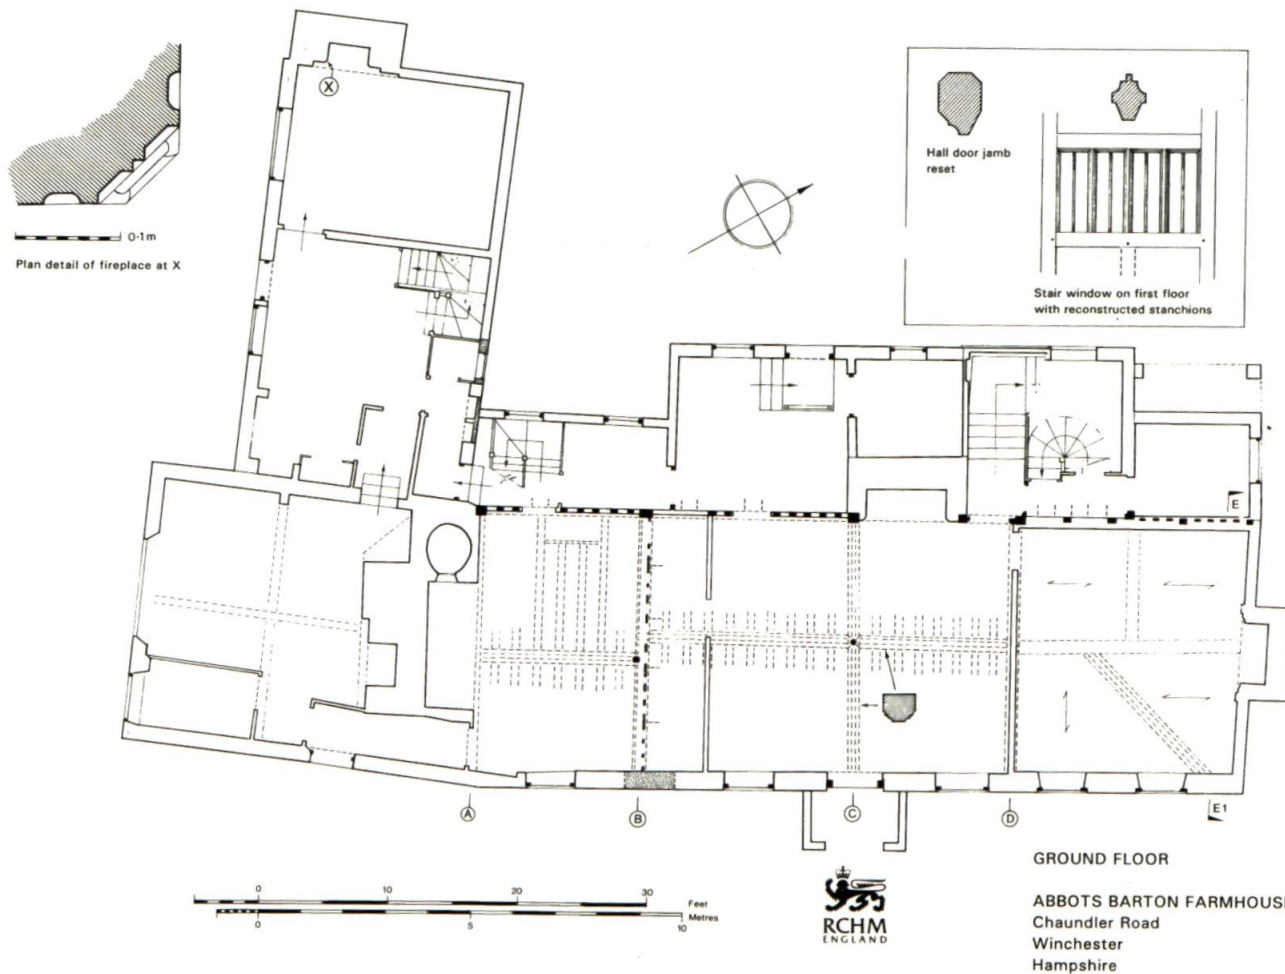 X
0·1m
Plan detail of fireplace at X
Hall door jamb
reset
Stair window on first floor
with reconstructed stanchions
E
A
B
C
D
E1
0 10 20 30
Feet
Metres
0 5 10
RCHM
ENGLAND
GROUND FLOOR
ABBOTS BARTON FARMHOUSE
Chaundler Road
Winchester
Hampshire